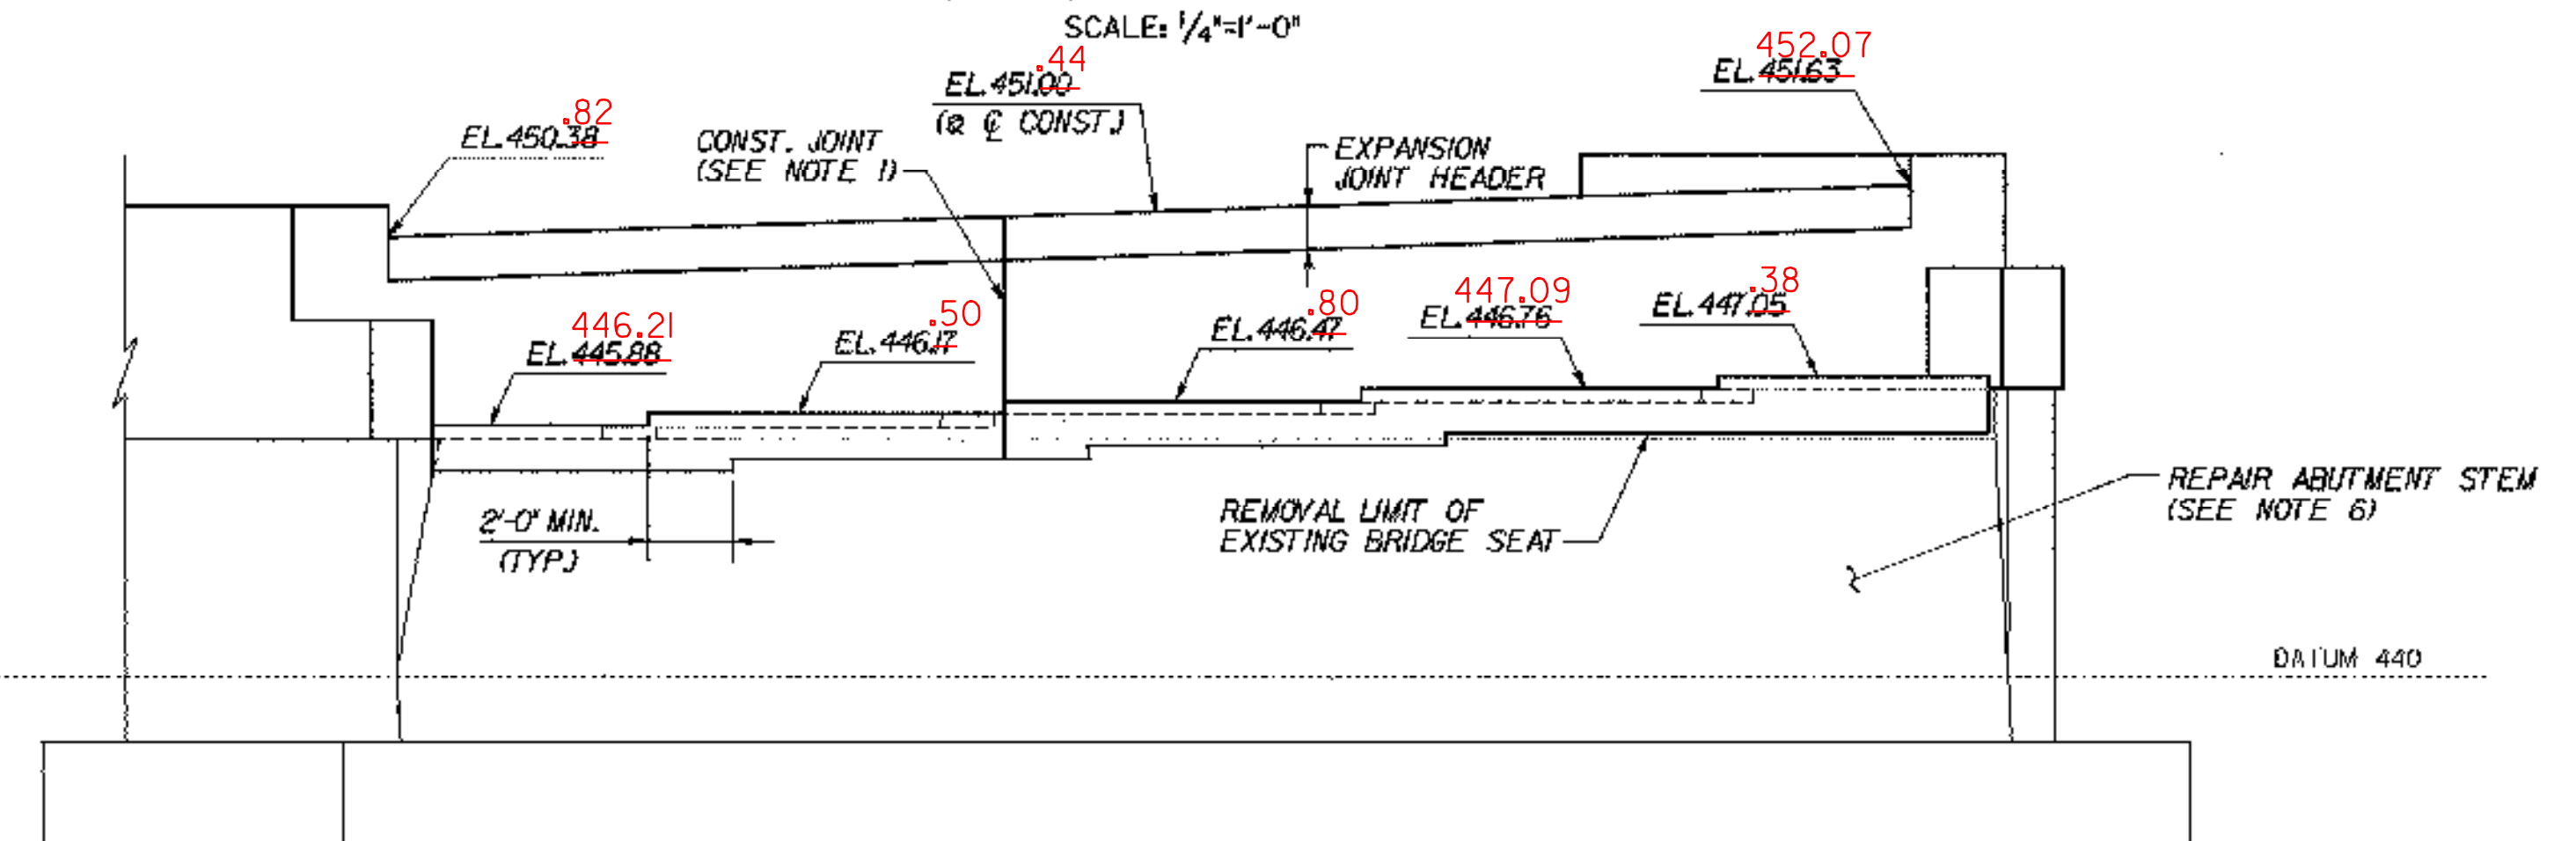 SCALE: 1/4"=1'-0"
452.07
EL. 451.63
.44
EL. 451.00
(@ ℄ CONST.)
.82
EL. 450.38
CONST. JOINT
(SEE NOTE 1)
EXPANSION
JOINT HEADER
446.21
EL. 445.88
.50
EL. 446.17
.80
EL. 446.47
447.09
EL. 446.76
.38
EL. 447.05
2'-0" MIN.
(TYP.)
REMOVAL LIMIT OF
EXISTING BRIDGE SEAT
REPAIR ABUTMENT STEM
(SEE NOTE 6)
DATUM 440